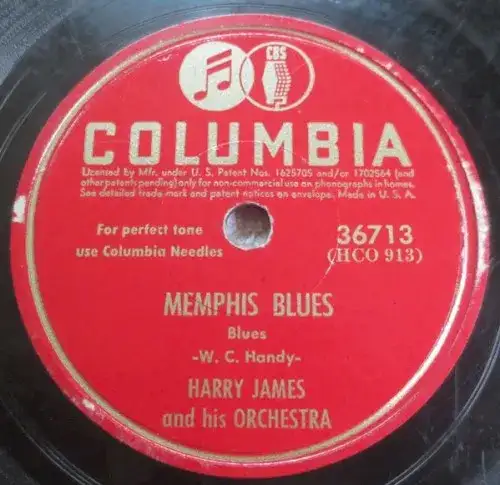 CBS
COLUMBIA
Licensed by Mfr. under U. S. Patent Nos. 1625705 and/or 1702564 (and
other patents pending) only for non-commercial use on phonographs in homes.
See detailed trade mark and patent notices on envelope. Made in U. S. A.
For perfect tone
use Columbia Needles
36713
(HCO 913)
MEMPHIS BLUES
Blues
-W. C. Handy-
HARRY JAMES
and his ORCHESTRA